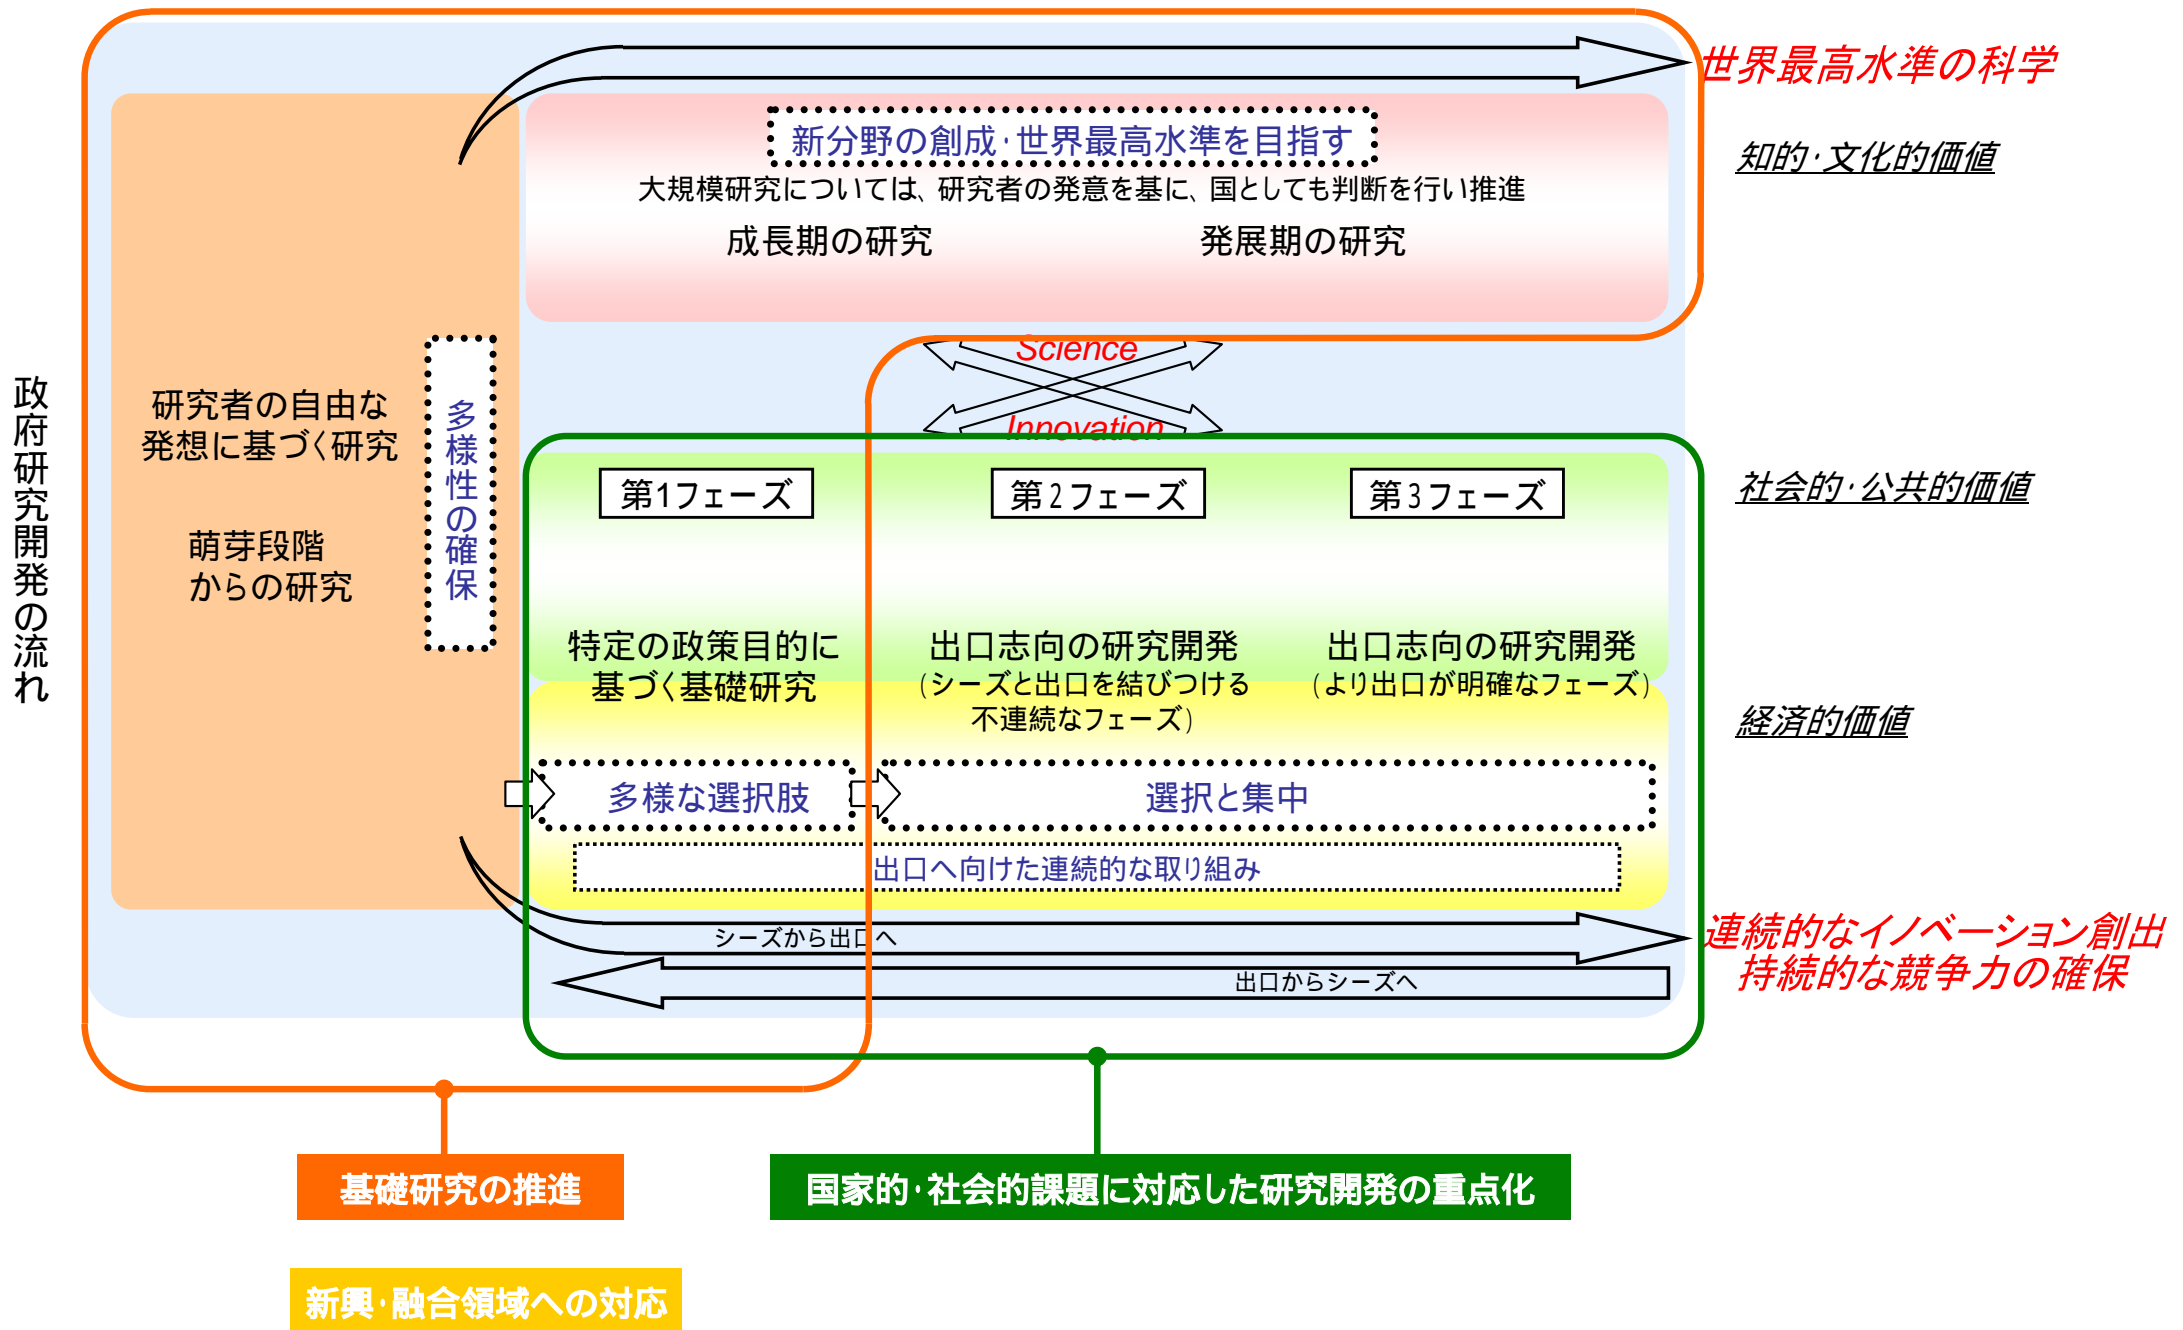 世界最高水準の科学
新分野の創成・世界最高水準を目指す
知的・文化的価値
大規模研究については、研究者の発意を基に、国としても判断を行い推進
成長期の研究
発展期の研究
Science
Innovation
政府研究開発の流れ
研究者の自由な
発想に基づく研究
萌芽段階
からの研究
多様性の確保
第1フェーズ
第2フェーズ
第3フェーズ
社会的・公共的価値
特定の政策目的に
基づく基礎研究
出口志向の研究開発
(シーズと出口を結びつける
不連続なフェーズ)
出口志向の研究開発
(より出口が明確なフェーズ)
経済的価値
多様な選択肢
選択と集中
出口へ向けた連続的な取り組み
シーズから出口へ
連続的なイノベーション創出
持続的な競争力の確保
出口からシーズへ
基礎研究の推進
国家的・社会的課題に対応した研究開発の重点化
新興・融合領域への対応